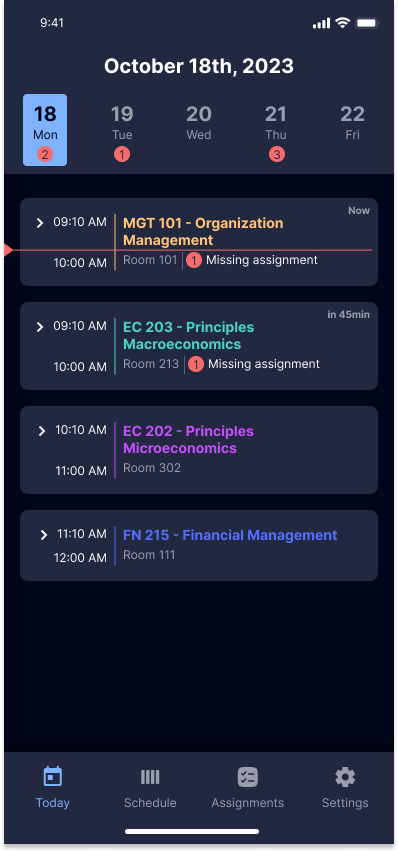 9:41
October 18th, 2023
18 19 20 21 22
Mon Tue Wed Thu Fri
2 1 3
Now
09:10 AM MGT 101 - Organization
Management
10:00 AM Room 101 1 Missing assignment
in 45min
09:10 AM EC 203 - Principles
Macroeconomics
10:00 AM Room 213 1 Missing assignment
10:10 AM EC 202 - Principles
Microeconomics
11:00 AM Room 302
11:10 AM FN 215 - Financial Management
12:00 AM Room 111
Today Schedule Assignments Settings